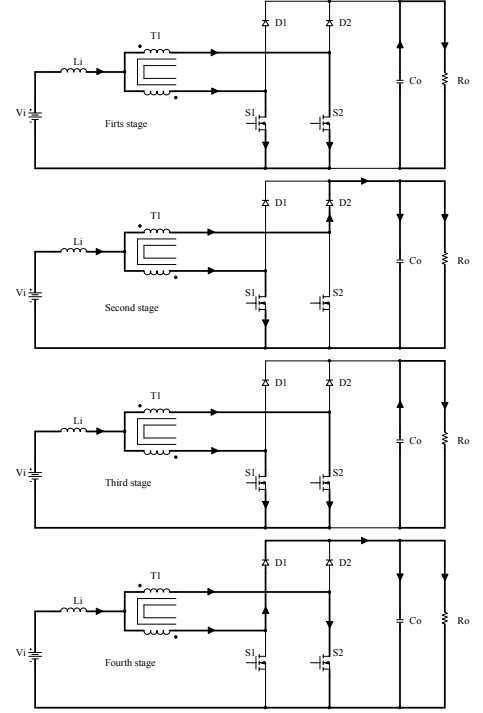 D1 D2
T1
Li
Co Ro
Vi
S1 S2
Firts stage
D1 D2
T1
Li
Co Ro
Vi
S1 S2
Second stage
D1 D2
T1
Li
Co Ro
Vi
S1 S2
Third stage
D1 D2
T1
Li
Co Ro
Vi
S1 S2
Fourth stage